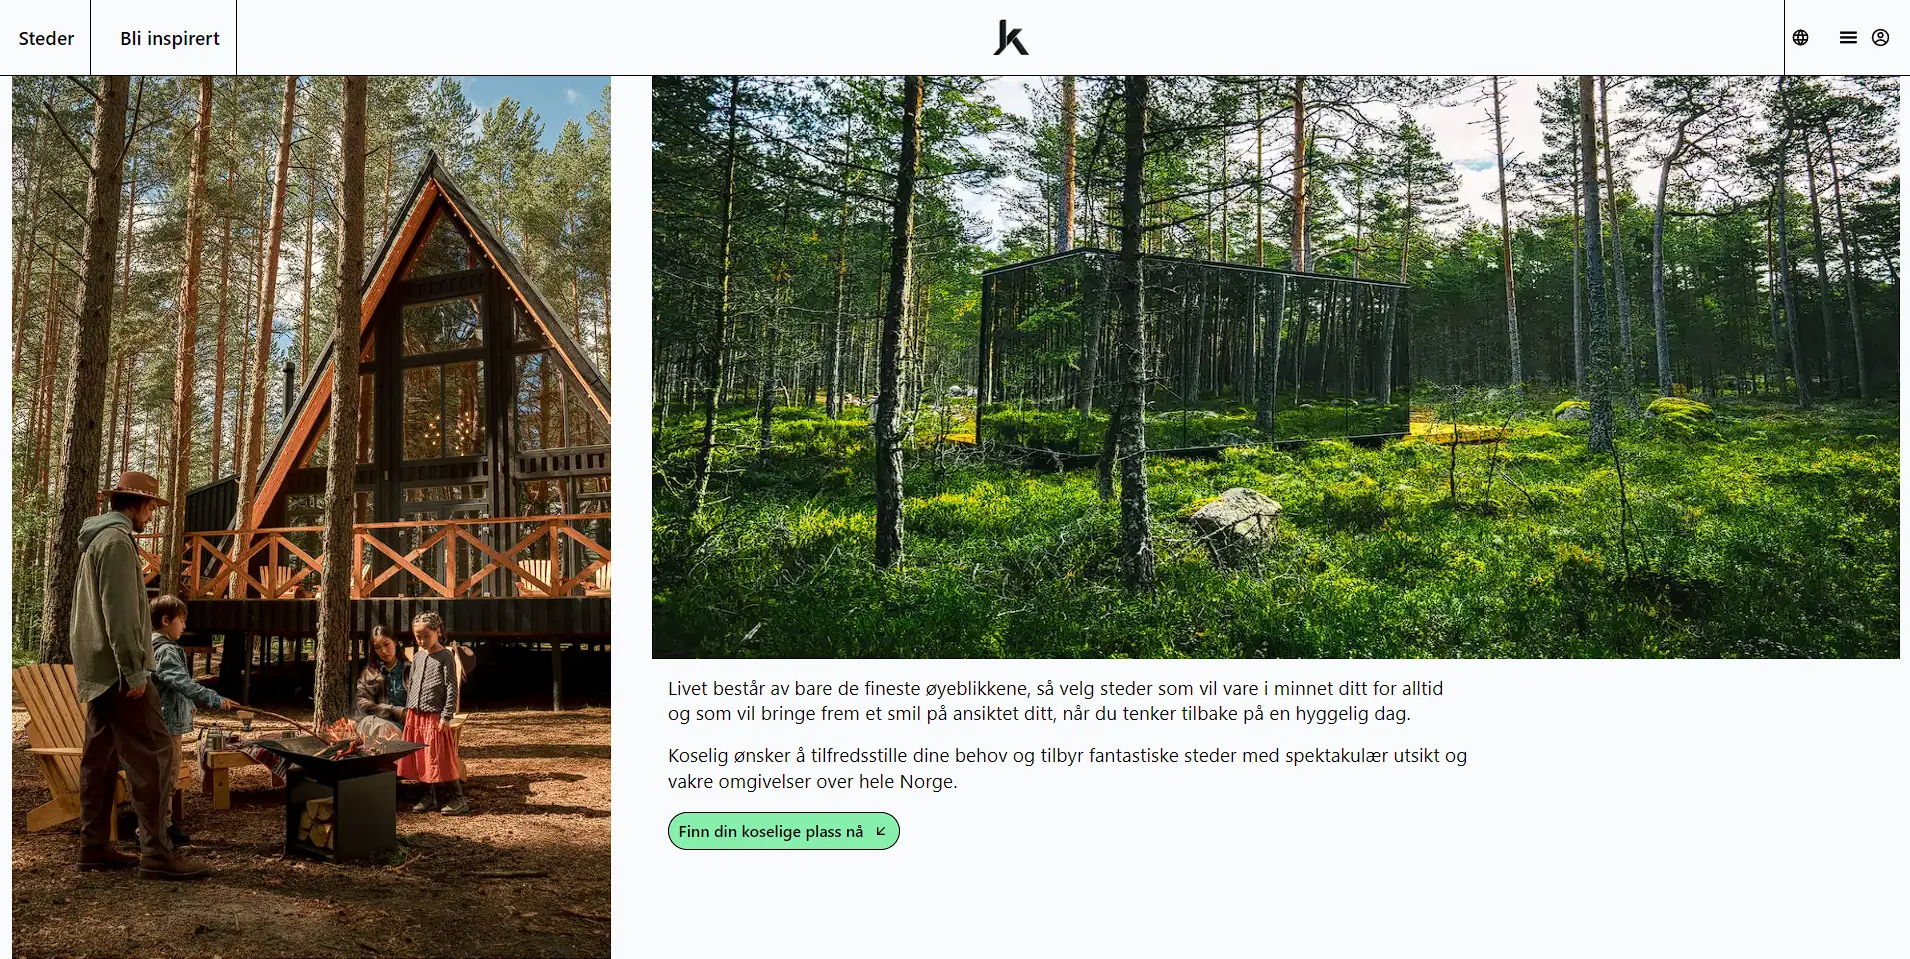 Steder
Bli inspirert
Livet består av bare de fineste øyeblikkene, så velg steder som vil vare i minnet ditt for alltid
og som vil bringe frem et smil på ansiktet ditt, når du tenker tilbake på en hyggelig dag.
Koselig ønsker å tilfredsstille dine behov og tilbyr fantastiske steder med spektakulær utsikt og
vakre omgivelser over hele Norge.
Finn din koselige plass nå